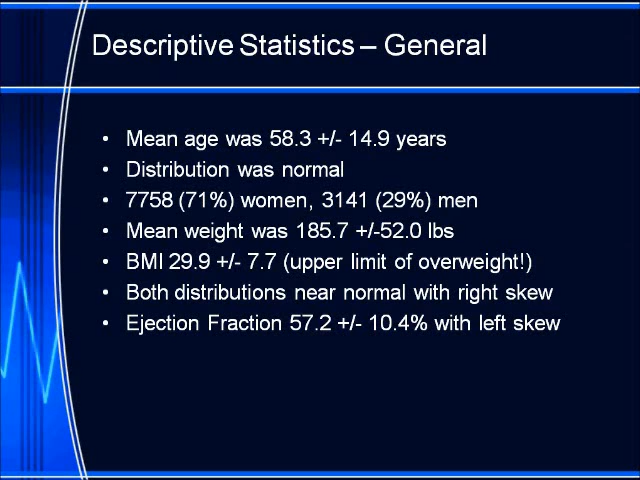 Descriptive Statistics – General
• Mean age was 58.3 +/- 14.9 years
• Distribution was normal
• 7758 (71%) women, 3141 (29%) men
• Mean weight was 185.7 +/-52.0 lbs
• BMI 29.9 +/- 7.7 (upper limit of overweight!)
• Both distributions near normal with right skew
• Ejection Fraction 57.2 +/- 10.4% with left skew